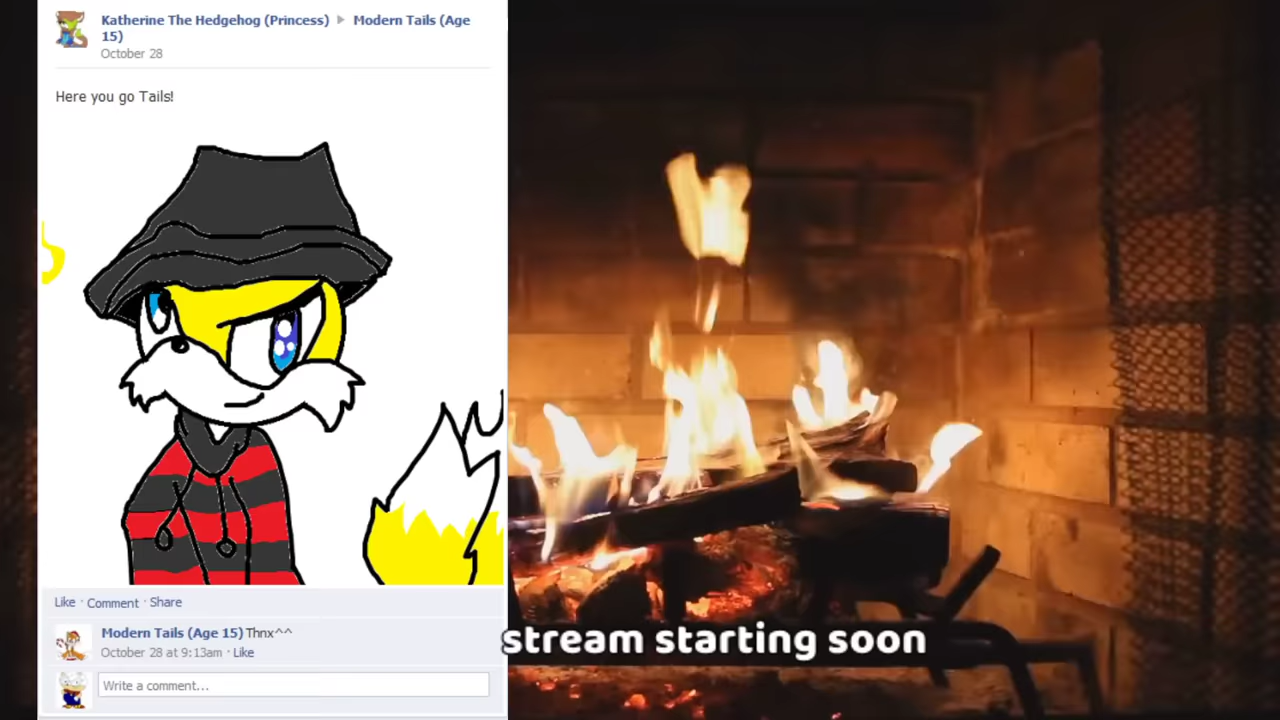 Katherine The Hedgehog (Princess) ▶ Modern Tails (Age
15)
October 28
Here you go Tails!
Like · Comment · Share
Modern Tails (Age 15) Thnx^^
October 28 at 9:13am · Like
Write a comment...
stream starting soon